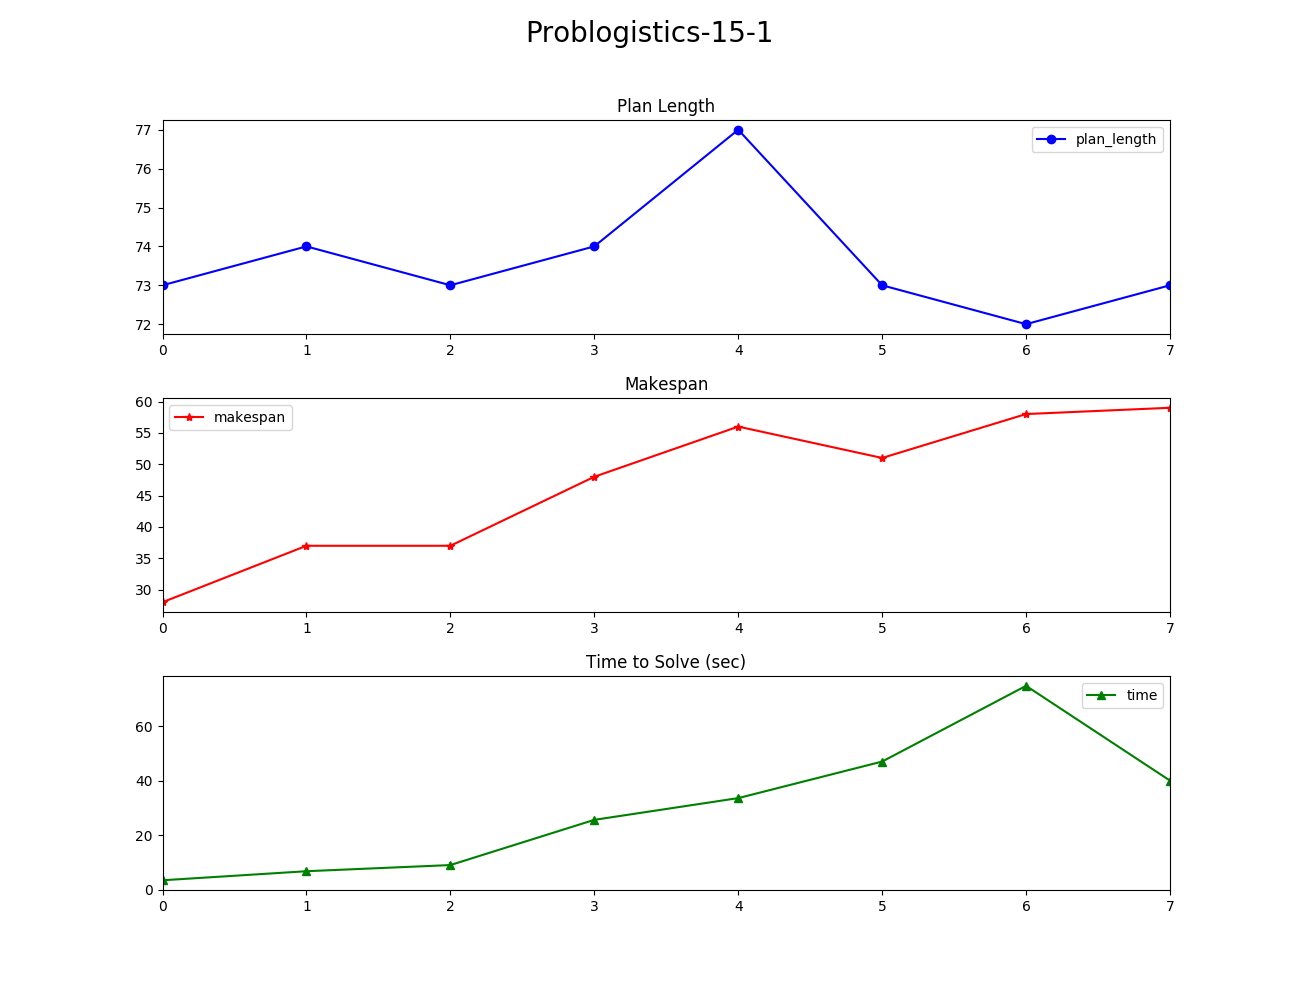 Problogistics-15-1
Plan Length
77
76
75
74
73
72
plan_length
0 1 2 3 4 5 6 7
Makespan
60
55
50
45
40
35
30
makespan
0 1 2 3 4 5 6 7
Time to Solve (sec)
60
40
20
0
time
0 1 2 3 4 5 6 7